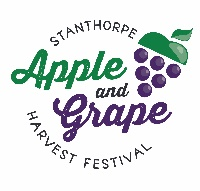 STANTHORPE
Apple
and
Grape
HARVEST FESTIVAL